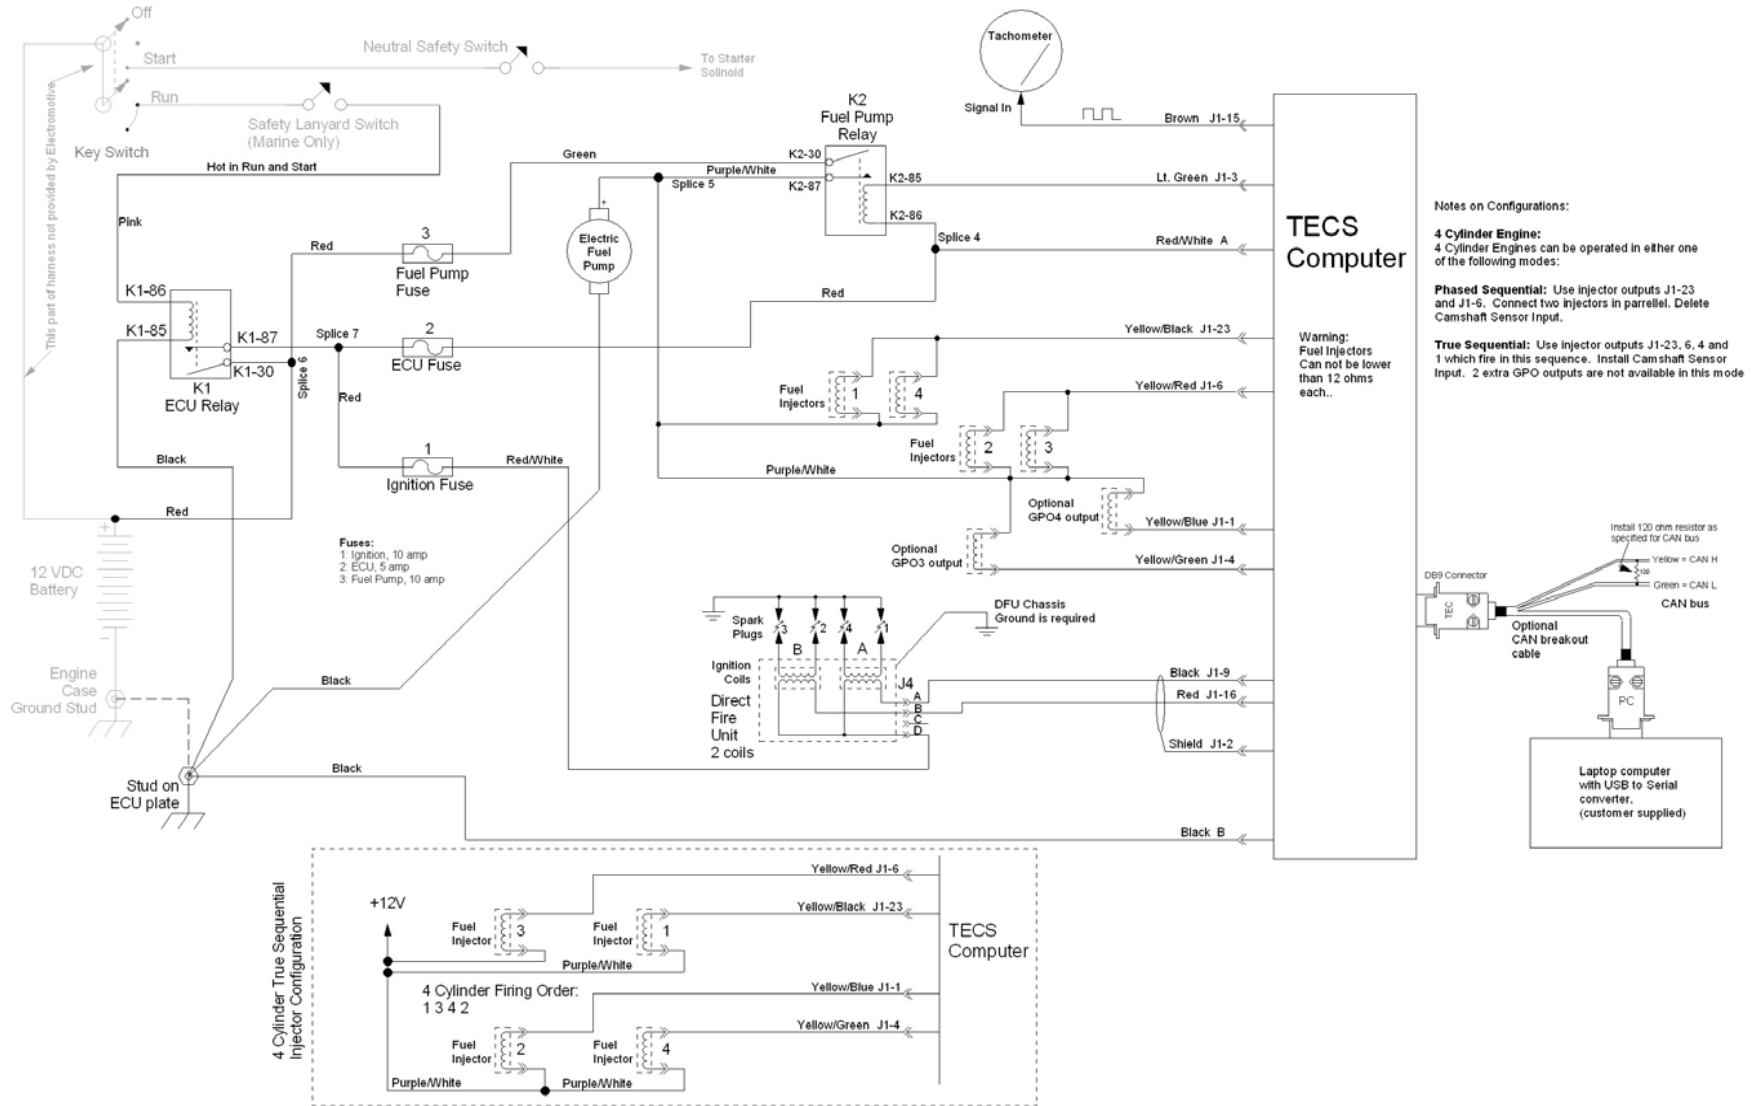 Off
Start
Neutral Safety Switch
To Starter
Solinoid
Run
Safety Lanyard Switch
(Marine Only)
Key Switch
This part of harness not provided by Electromotive
Hot in Run and Start
Pink
K1-86
K1-85
K1-87
K1-30
K1
ECU Relay
Splice 6
Red
3
Fuel Pump
Fuse
Splice 7
2
ECU Fuse
Red
1
Ignition Fuse
Red/White
Black
Red
+
12 VDC
Battery
Engine
Case
Ground Stud
Stud on
ECU plate
Fuses:
1: Ignition, 10 amp
2: ECU, 5 amp
3: Fuel Pump, 10 amp
Black
Black
Green
+
Electric
Fuel
Pump
Purple/White
Splice 5
K2
Fuel Pump
Relay
K2-30
K2-87
K2-85
K2-86
Splice 4
Red
Tachometer
Signal In
Brown J1-15
Lt. Green J1-3
Red/White A
Yellow/Black J1-23
Fuel
Injectors
1
4
Yellow/Red J1-6
Fuel
Injectors
2
3
Purple/White
Optional
GPO4 output
Yellow/Blue J1-1
Optional
GPO3 output
Yellow/Green J1-4
Spark
Plugs
3
2
4
1
B
A
DFU Chassis
Ground is required
Ignition
Coils
Direct
Fire
Unit
2 coils
J4
A
B
C
D
Black J1-9
Red J1-16
Shield J1-2
Black B
TECS
Computer
Warning:
Fuel Injectors
Can not be lower
than 12 ohms
each..
Notes on Configurations:
4 Cylinder Engine:
4 Cylinder Engines can be operated in either one
of the following modes:
Phased Sequential: Use injector outputs J1-23
and J1-6. Connect two injectors in parrellel. Delete
Camshaft Sensor Input.
True Sequential: Use injector outputs J1-23, 6, 4 and
1 which fire in this sequence. Install Camshaft Sensor
Input. 2 extra GPO outputs are not available in this mode
Install 120 ohm resistor as
specified for CAN bus
Yellow = CAN H
120
Green = CAN L
CAN bus
DB9 Connector
TEC
Optional
CAN breakout
cable
PC
Laptop computer
with USB to Serial
converter.
(customer supplied)
4 Cylinder True Sequential
Injector Configuration
+12V
Yellow/Red J1-6
Yellow/Black J1-23
Fuel
Injector
3
Fuel
Injector
1
Purple/White
4 Cylinder Firing Order:
1 3 4 2
Yellow/Blue J1-1
Yellow/Green J1-4
Fuel
Injector
2
Fuel
Injector
4
Purple/White
Purple/White
TECS
Computer